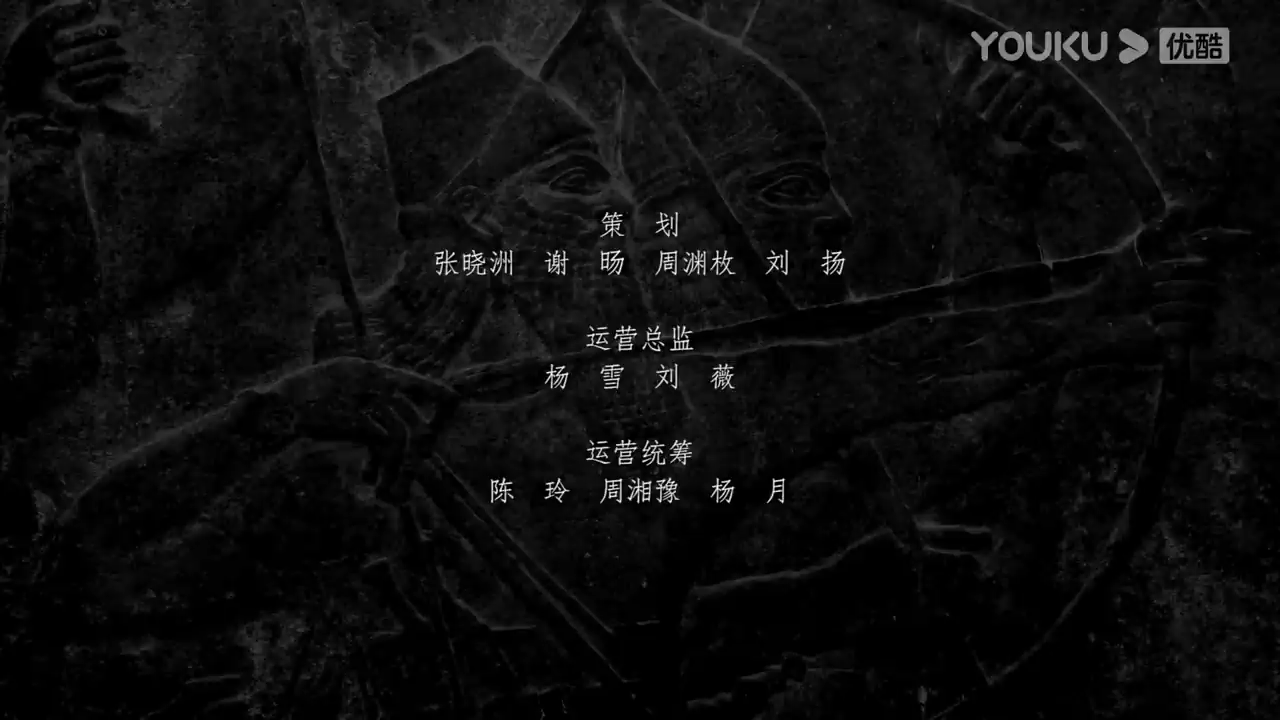 YOUKU 优酷
策 划
张晓洲 谢 旸 周渊枚 刘 扬
运营总监
杨 雪 刘 薇
运营统筹
陈 玲 周湘豫 杨 月